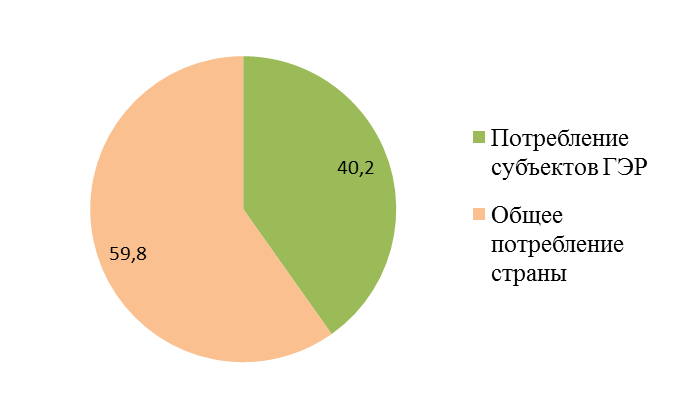 40,2
59,8
Потребление
субъектов ГЭР
Общее
потребление
страны